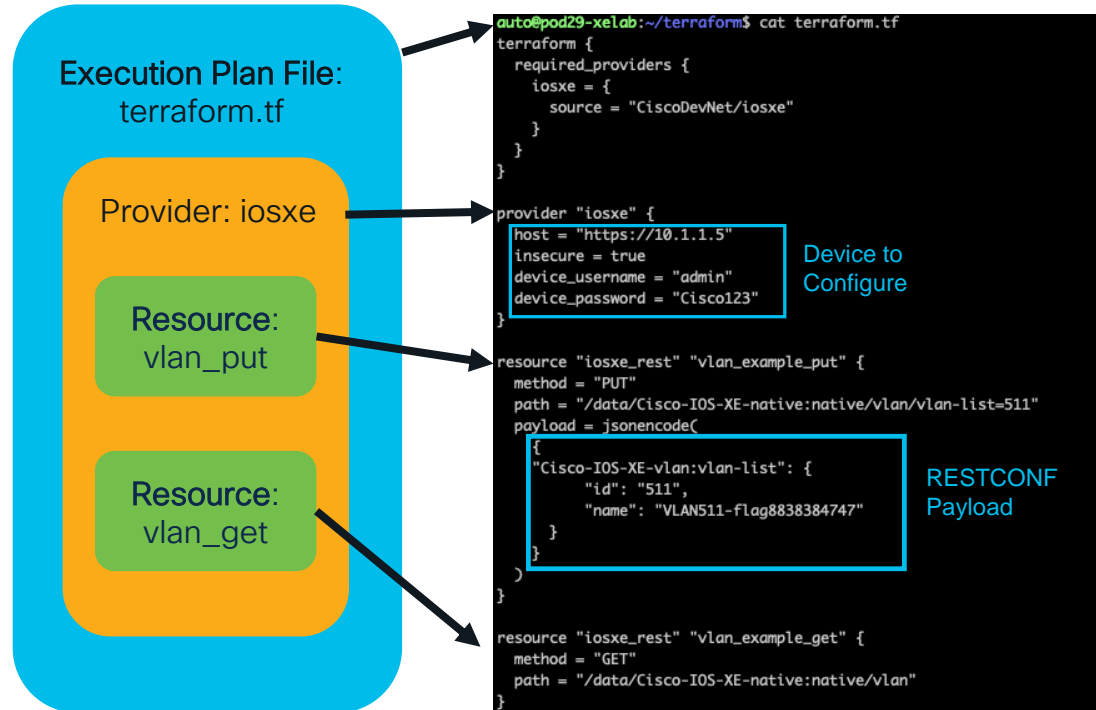 Execution Plan File:
terraform.tf
Provider: iosxe
Resource:
vlan_put
Resource:
vlan_get
auto@pod29-xelab:~/terraform$ cat terraform.tf
terraform {
  required_providers {
    iosxe = {
      source = "CiscoDevNet/iosxe"
    }
  }
}
provider "iosxe" {
  host = "https://10.1.1.5"
  insecure = true
  device_username = "admin"
  device_password = "Cisco123"
}
Device to
Configure
resource "iosxe_rest" "vlan_example_put" {
  method = "PUT"
  path = "/data/Cisco-IOS-XE-native:native/vlan/vlan-list=511"
  payload = jsonencode(
    {
    "Cisco-IOS-XE-vlan:vlan-list": {
         "id": "511",
         "name": "VLAN511-flag8838384747"
      }
    }
  )
}
RESTCONF
Payload
resource "iosxe_rest" "vlan_example_get" {
  method = "GET"
  path = "/data/Cisco-IOS-XE-native:native/vlan"
}